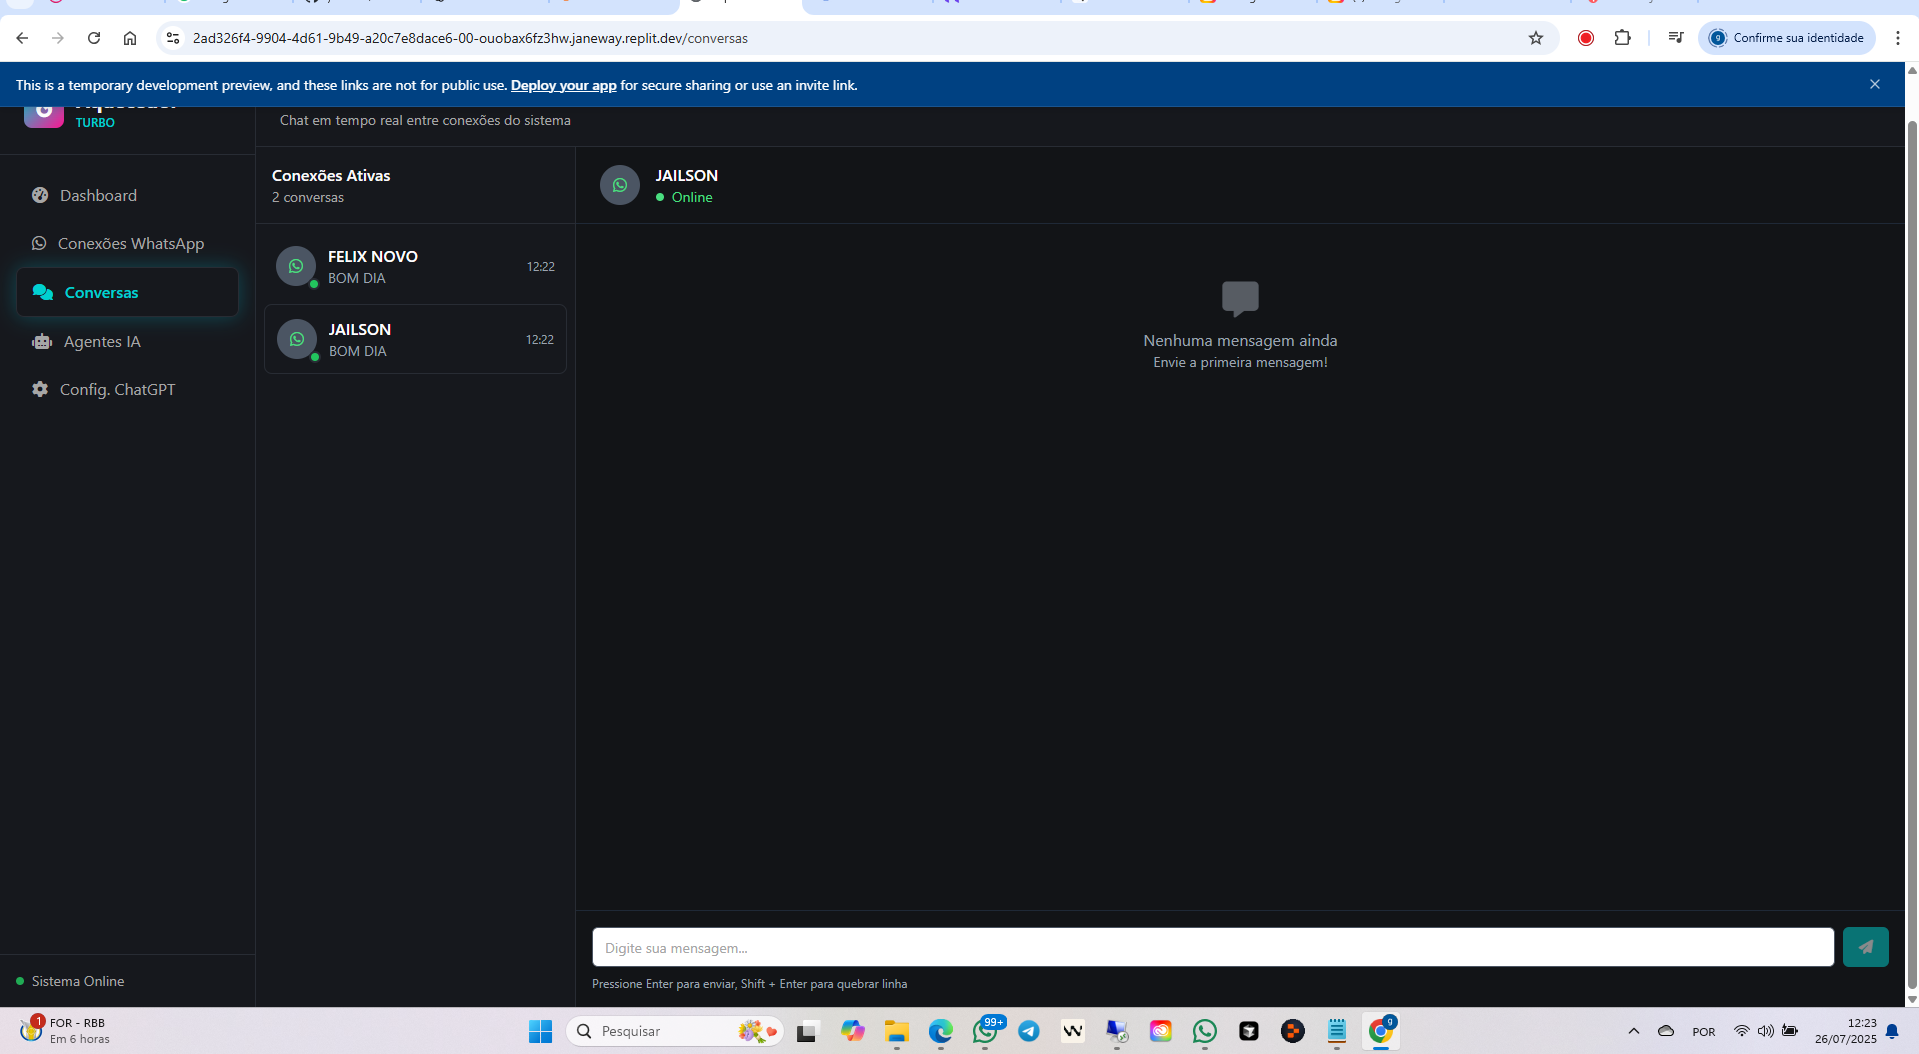 2ad326f4-9904-4d61-9b49-a20c7e8dace6-00-ouobax6fz3hw.janeway.replit.dev/conversas
Confirme sua identidade
This is a temporary development preview, and these links are not for public use. Deploy your app for secure sharing or use an invite link.
TURBO
Chat em tempo real entre conexões do sistema
Dashboard
Conexões WhatsApp
Conversas
Agentes IA
Config. ChatGPT
Sistema Online
Conexões Ativas
2 conversas
FELIX NOVO
BOM DIA
12:22
JAILSON
BOM DIA
12:22
JAILSON
Online
Nenhuma mensagem ainda
Envie a primeira mensagem!
Digite sua mensagem...
Pressione Enter para enviar, Shift + Enter para quebrar linha
1
FOR - RBB
Em 6 horas
Pesquisar
99+
9
POR
12:23
26/07/2025